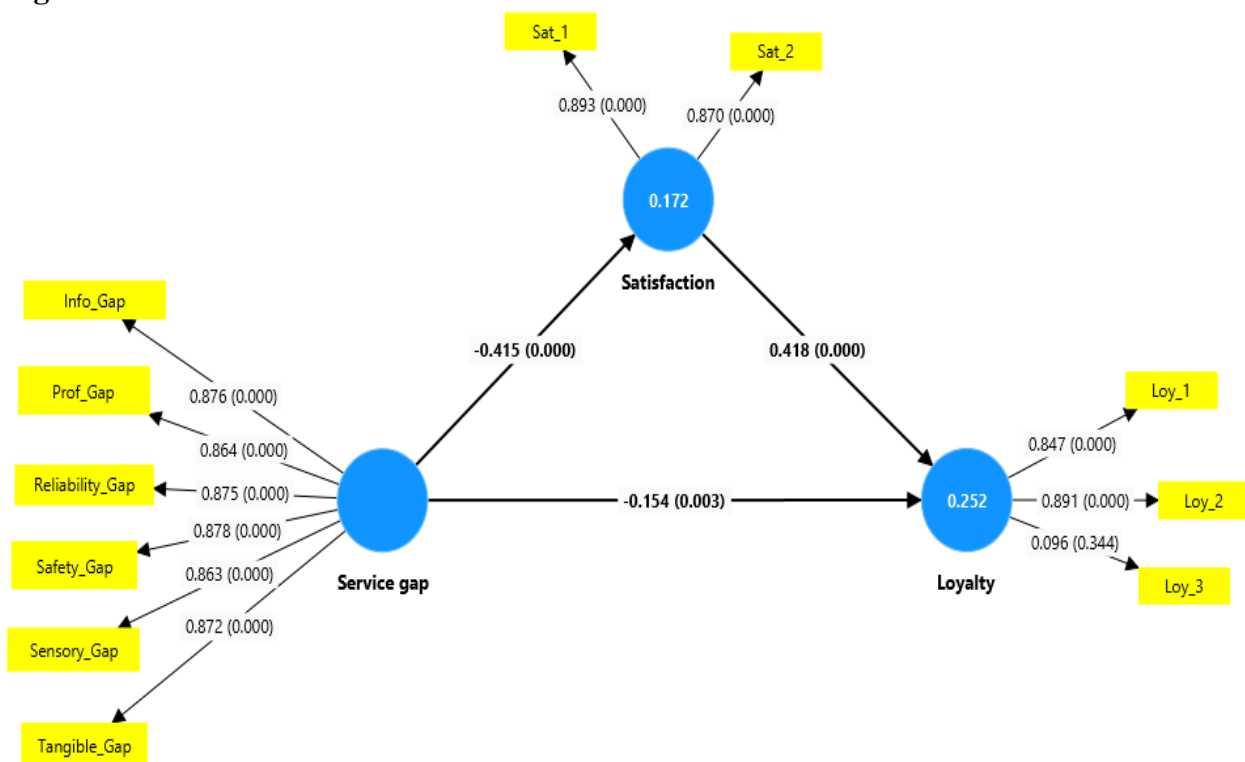 Sat_1
Sat_2
0.893 (0.000)
0.870 (0.000)
0.172
Satisfaction
Info_Gap
-0.415 (0.000)
0.418 (0.000)
Prof_Gap
0.876 (0.000)
Loy_1
0.864 (0.000)
0.847 (0.000)
Reliability_Gap
0.875 (0.000)
-0.154 (0.003)
0.252
0.891 (0.000)
Loy_2
0.878 (0.000)
0.096 (0.344)
Safety_Gap
0.863 (0.000)
Service gap
Loyalty
Loy_3
0.872 (0.000)
Sensory_Gap
Tangible_Gap